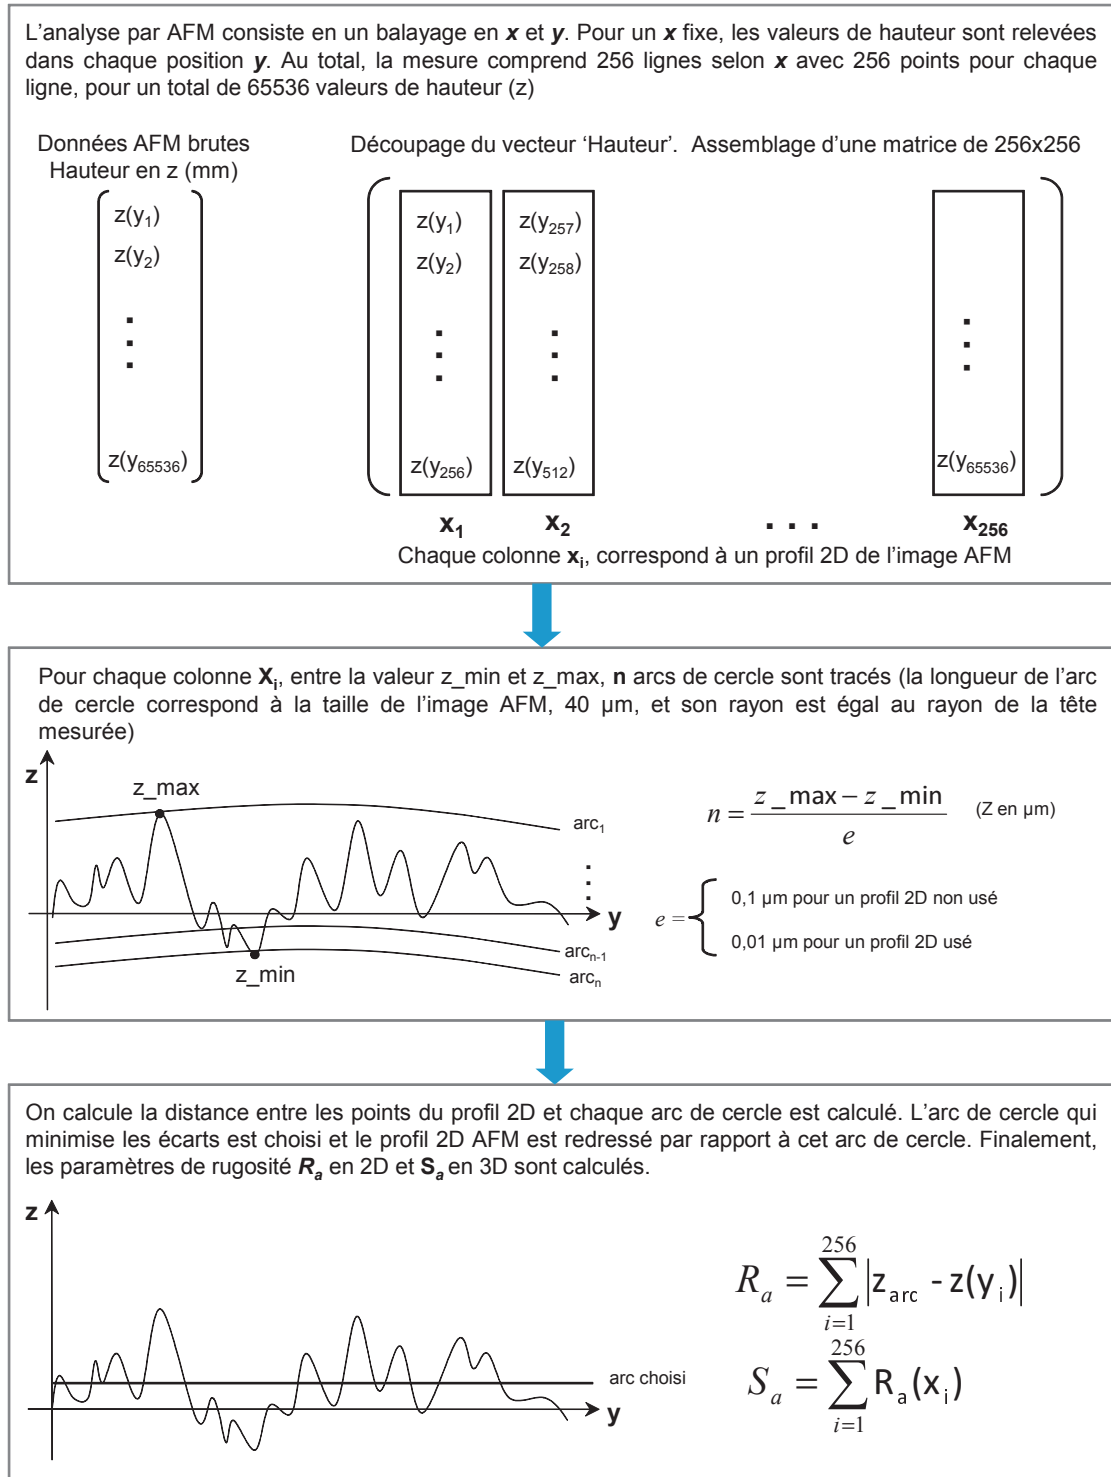 L'analyse par AFM consiste en un balayage en x et y. Pour un x fixe, les valeurs de hauteur sont relevées
dans chaque position y. Au total, la mesure comprend 256 lignes selon x avec 256 points pour chaque
ligne, pour un total de 65536 valeurs de hauteur (z)
Données AFM brutes
Hauteur en z (mm)
Découpage du vecteur 'Hauteur'. Assemblage d'une matrice de 256x256
z(y₁)
z(y₂)
z(y₆₅₅₃₆)
z(y₁) z(y₂₅₇)
z(y₂) z(y₂₅₈)
z(y₂₅₆) z(y₅₁₂) z(y₆₅₅₃₆)
x₁ x₂ . . . x₂₅₆
Chaque colonne xᵢ, correspond à un profil 2D de l'image AFM
Pour chaque colonne Xᵢ, entre la valeur z_min et z_max, n arcs de cercle sont tracés (la longueur de l'arc
de cercle correspond à la taille de l'image AFM, 40 µm, et son rayon est égal au rayon de la tête
mesurée)
z
z_max
arc₁
y
arcₙ₋₁
z_min
arcₙ
n = (z_max − z_min) / e (Z en µm)
e = { 0,1 µm pour un profil 2D non usé
0,01 µm pour un profil 2D usé
On calcule la distance entre les points du profil 2D et chaque arc de cercle est calculé. L'arc de cercle qui
minimise les écarts est choisi et le profil 2D AFM est redressé par rapport à cet arc de cercle. Finalement,
les paramètres de rugosité Rₐ en 2D et Sₐ en 3D sont calculés.
z
arc choisi
y
Rₐ = ∑_{i=1}^{256} |z_arc - z(yᵢ)|
Sₐ = ∑_{i=1}^{256} Rₐ(xᵢ)